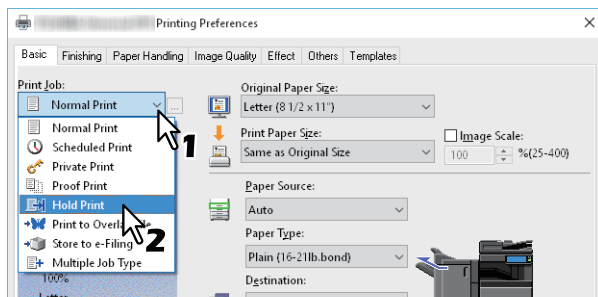 Printing Preferences
Basic Finishing Paper Handling Image Quality Effect Others Templates
Print Job:
Normal Print
...
Normal Print
Scheduled Print
Private Print
Proof Print
Hold Print
Print to
Store to e-Filing
Multiple Job Type
100%
1
2
Original Paper Size:
Letter (8 1/2 x 11")
Print Paper Size:
Same as Original Size
Image Scale:
100 %(25-400)
Paper Source:
Auto
Paper Type:
Plain (16-21lb.bond)
Destination: